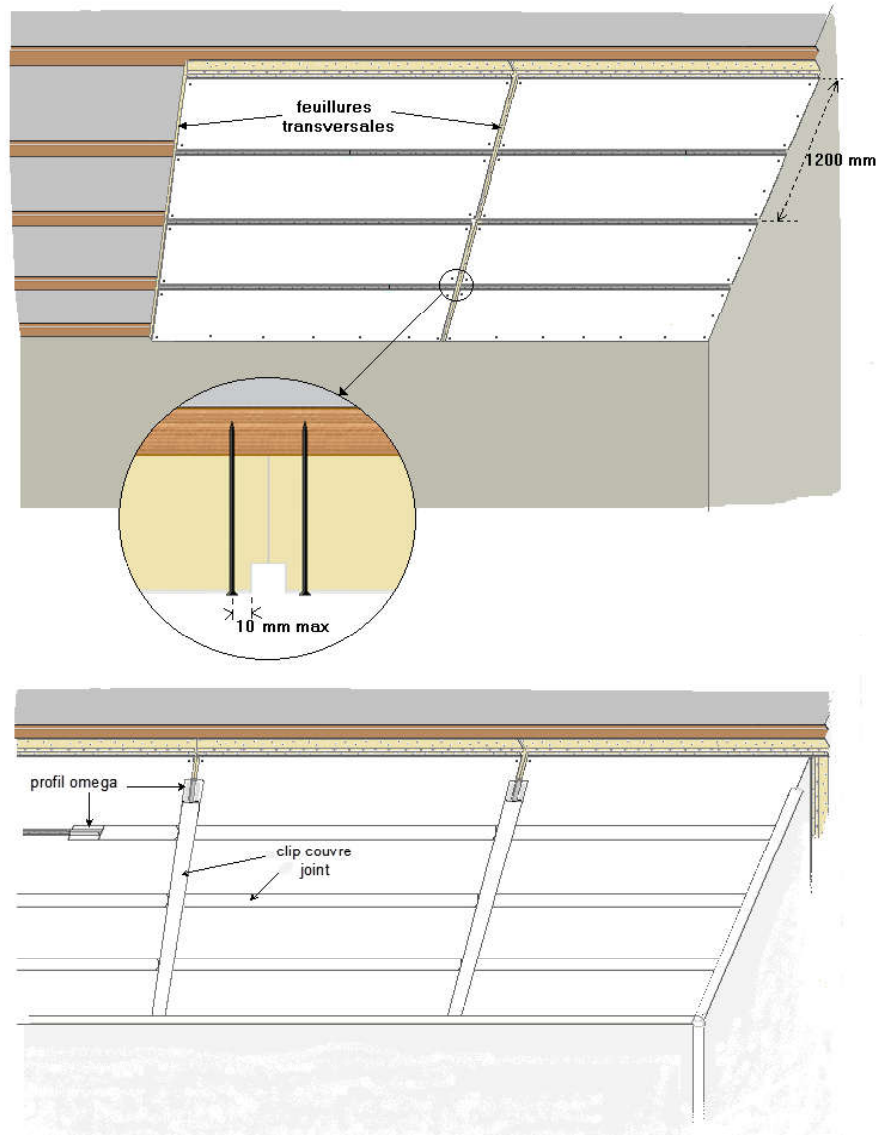 feuillures
transversales
1200 mm
10 mm max
profil omega
clip couvre
joint